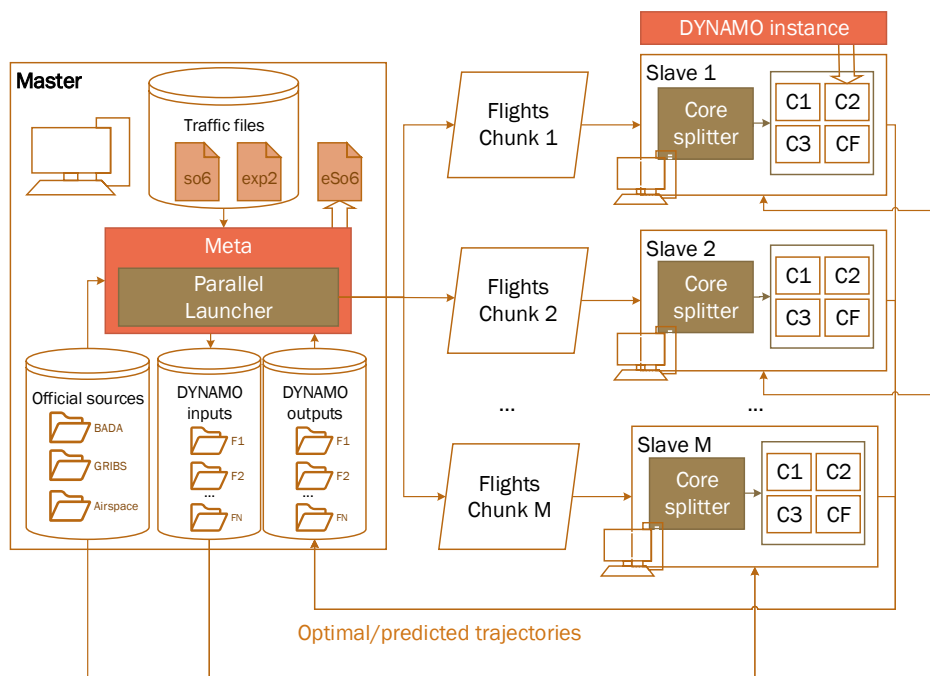 DYNAMO instance
Master
Traffic files
so6
exp2
eSo6
Meta
Parallel
Launcher
Official sources
BADA
GRIBS
Airspace
DYNAMO
inputs
F1
F2
...
FN
DYNAMO
outputs
F1
F2
...
FN
Flights
Chunk 1
Flights
Chunk 2
...
Flights
Chunk M
Slave 1
Core
splitter
C1
C2
C3
CF
Slave 2
Core
splitter
C1
C2
C3
CF
...
Slave M
Core
splitter
C1
C2
C3
CF
Optimal/predicted trajectories